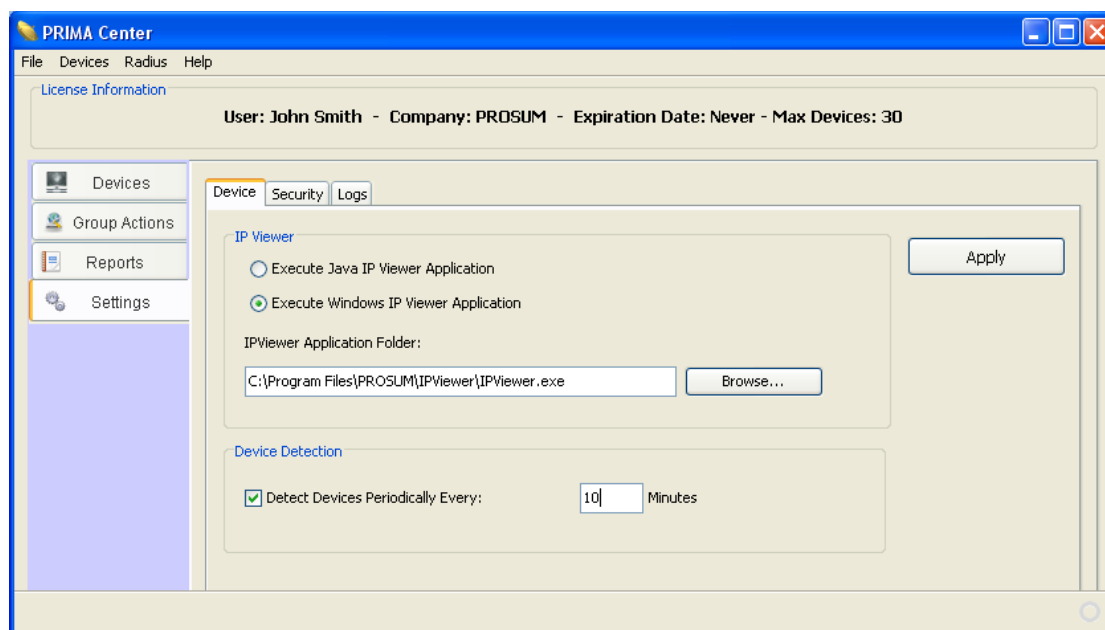 PRIMA Center
File Devices Radius Help
License Information
User: John Smith - Company: PROSUM - Expiration Date: Never - Max Devices: 30
Devices
Group Actions
Reports
Settings
Device Security Logs
IP Viewer
Execute Java IP Viewer Application
Execute Windows IP Viewer Application
IPViewer Application Folder:
C:\Program Files\PROSUM\IPViewer\IPViewer.exe Browse...
Apply
Device Detection
Detect Devices Periodically Every: 10 Minutes